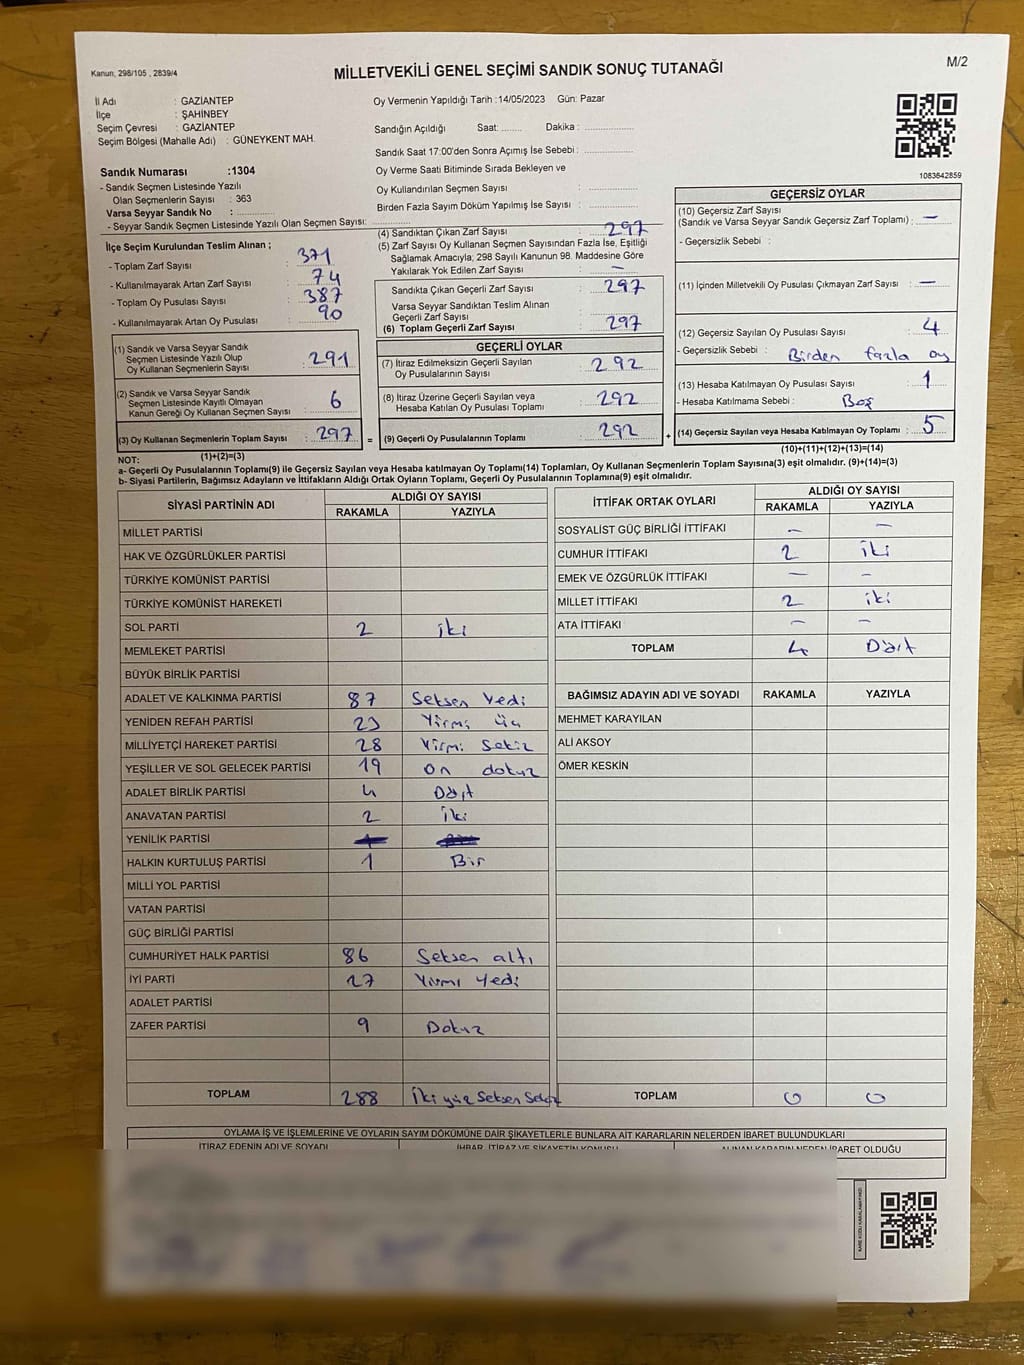 Kanun, 298/105 , 2839/4
MİLLETVEKİLİ GENEL SEÇİMİ SANDIK SONUÇ TUTANAĞI
M/2
İl Adı : GAZİANTEP
İlçe : ŞAHİNBEY
Seçim Çevresi : GAZİANTEP
Seçim Bölgesi (Mahalle Adı) : GÜNEYKENT MAH.
Oy Vermenin Yapıldığı Tarih :14/05/2023 Gün: Pazar
Sandığın Açıldığı Saat: ........ Dakika : ..................
Sandık Saat 17:00'den Sonra Açımış İse Sebebi : ..................
Oy Verme Saati Bitiminde Sırada Bekleyen ve
Oy Kullandırılan Seçmen Sayısı : ..................
Birden Fazla Sayım Döküm Yapılmış İse Sayısı : ..................
1083642859
Sandık Numarası :1304
- Sandık Seçmen Listesinde Yazılı
Olan Seçmenlerin Sayısı : 363
Varsa Seyyar Sandık No : ..................
- Seyyar Sandık Seçmen Listesinde Yazılı Olan Seçmen Sayısı: ..................
İlçe Seçim Kurulundan Teslim Alınan ;
- Toplam Zarf Sayısı : 371
- Kullanılmayarak Artan Zarf Sayısı : 74
- Toplam Oy Pusulası Sayısı : 387
- Kullanılmayarak Artan Oy Pusulası : 90
(1) Sandık ve Varsa Seyyar Sandık
Seçmen Listesinde Yazılı Olup
Oy Kullanan Seçmenlerin Sayısı : 291
(2) Sandık ve Varsa Seyyar Sandık
Seçmen Listesinde Kayıtlı Olmayan
Kanun Gereği Oy Kullanan Seçmen Sayısı : 6
(3) Oy Kullanan Seçmenlerin Toplam Sayısı : 297
(1)+(2)=(3)
(4) Sandıktan Çıkan Zarf Sayısı : 297
(5) Zarf Sayısı Oy Kullanan Seçmen Sayısından Fazla İse, Eşitliği
Sağlamak Amacıyla; 298 Sayılı Kanunun 98. Maddesine Göre
Yakılarak Yok Edilen Zarf Sayısı : —
Sandıkta Çıkan Geçerli Zarf Sayısı : 297
Varsa Seyyar Sandıktan Teslim Alınan
Geçerli Zarf Sayısı :
(6) Toplam Geçerli Zarf Sayısı : 297
GEÇERLİ OYLAR
(7) İtiraz Edilmeksizin Geçerli Sayılan
Oy Pusulalarının Sayısı : 292
(8) İtiraz Üzerine Geçerli Sayılan veya
Hesaba Katılan Oy Pusulaları Toplamı : 292
= (9) Geçerli Oy Pusulalarının Toplamı : 292 +
GEÇERSİZ OYLAR
(10) Geçersiz Zarf Sayısı
(Sandık ve Varsa Seyyar Sandık Geçersiz Zarf Toplamı) : —
- Geçersizlik Sebebi :
(11) İçinden Milletvekili Oy Pusulası Çıkmayan Zarf Sayısı : —
(12) Geçersiz Sayılan Oy Pusulası Sayısı : 4
- Geçersizlik Sebebi : Birden fazla oy
(13) Hesaba Katılmayan Oy Pusulası Sayısı : 1
- Hesaba Katılmama Sebebi : Boş
(14) Geçersiz Sayılan veya Hesaba Katılmayan Oy Toplamı : 5
(10)+(11)+(12)+(13)=(14)
NOT:
a- Geçerli Oy Pusulalarının Toplamı(9) ile Geçersiz Sayılan veya Hesaba katılmayan Oy Toplamı(14) Toplamları, Oy Kullanan Seçmenlerin Toplam Sayısına(3) eşit olmalıdır. (9)+(14)=(3)
b- Siyasi Partilerin, Bağımsız Adayların ve İttifakların Aldığı Ortak Oyların Toplamı, Geçerli Oy Pusulalarının Toplamına(9) eşit olmalıdır.
SİYASİ PARTİNİN ADI ALDIĞI OY SAYISI
RAKAMLA YAZIYLA
MİLLET PARTİSİ
HAK VE ÖZGÜRLÜKLER PARTİSİ
TÜRKİYE KOMÜNİST PARTİSİ
TÜRKİYE KOMÜNİST HAREKETİ
SOL PARTİ 2 iki
MEMLEKET PARTİSİ
BÜYÜK BİRLİK PARTİSİ
ADALET VE KALKINMA PARTİSİ 87 Seksen Yedi
YENİDEN REFAH PARTİSİ 23 Yirmi üç
MİLLİYETÇİ HAREKET PARTİSİ 28 Yirmi Sekiz
YEŞİLLER VE SOL GELECEK PARTİSİ 19 on dokuz
ADALET BİRLİK PARTİSİ 4 Dört
ANAVATAN PARTİSİ 2 İki
YENİLİK PARTİSİ
HALKIN KURTULUŞ PARTİSİ 1 Bir
MİLLİ YOL PARTİSİ
VATAN PARTİSİ
GÜÇ BİRLİĞİ PARTİSİ
CUMHURİYET HALK PARTİSİ 86 Seksen altı
İYİ PARTİ 27 Yirmi Yedi
ADALET PARTİSİ
ZAFER PARTİSİ 9 Dokuz
TOPLAM 288 İki yüz Seksen Sekiz
İTTİFAK ORTAK OYLARI ALDIĞI OY SAYISI
RAKAMLA YAZIYLA
SOSYALİST GÜÇ BİRLİĞİ İTTİFAKI — —
CUMHUR İTTİFAKI 2 iki
EMEK VE ÖZGÜRLÜK İTTİFAKI — —
MİLLET İTTİFAKI 2 iki
ATA İTTİFAKI — —
TOPLAM 4 Dört
BAĞIMSIZ ADAYIN ADI VE SOYADI RAKAMLA YAZIYLA
MEHMET KARAYILAN
ALİ AKSOY
ÖMER KESKİN
TOPLAM 0 0
OYLAMA İŞ VE İŞLEMLERİNE VE OYLARIN SAYIM DÖKÜMÜNE DAİR ŞİKAYETLERLE BUNLARA AİT KARARLARIN NELERDEN İBARET BULUNDUKLARI
İTİRAZ EDENİN ADI VE SOYADI İHBAR, İTİRAZ VE ŞİKAYETİN KONUSU ALINAN KARARIN NEDEN İBARET OLDUĞU